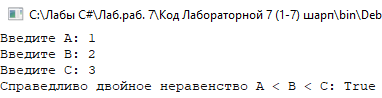 C:\Лабы C#\Лаб.раб. 7\Код Лабораторной 7 (1-7) шарп\bin\Deb
Введите A: 1
Введите B: 2
Введите C: 3
Справедливо двойное неравенство A < B < C: True